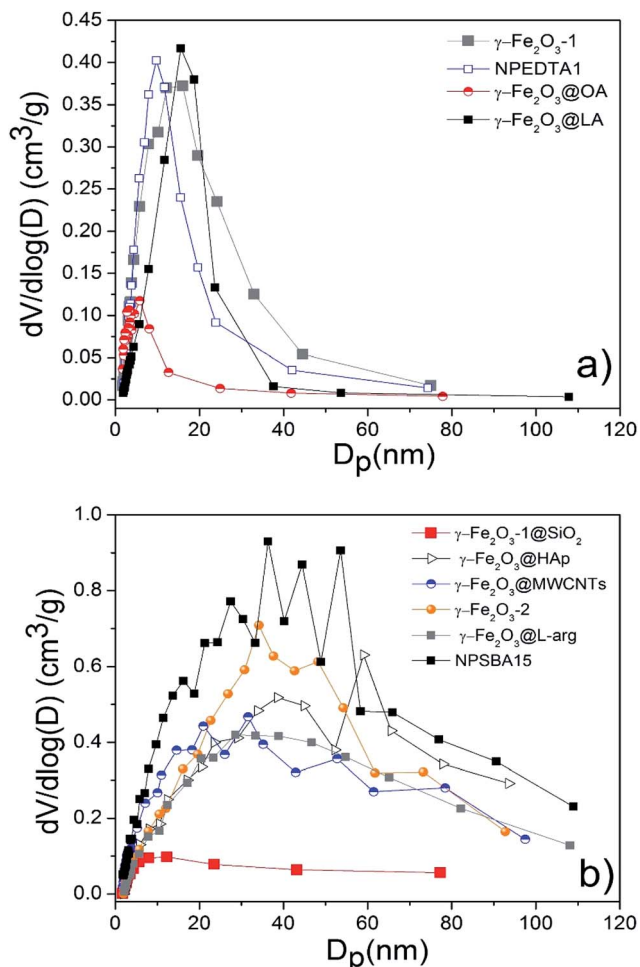 γ–Fe₂O₃-1
NPEDTA1
γ–Fe₂O₃@OA
γ–Fe₂O₃@LA
dV/dlog(D) (cm³/g)
0.45
0.40
0.35
0.30
0.25
0.20
0.15
0.10
0.05
0.00
0 20 40 60 80 100 120
Dₚ(nm)
a)
γ–Fe₂O₃-1@SiO₂
γ–Fe₂O₃@HAp
γ–Fe₂O₃@MWCNTs
γ–Fe₂O₃-2
γ–Fe₂O₃@L-arg
NPSBA15
dV/dlog(D) (cm³/g)
1.0
0.8
0.6
0.4
0.2
0.0
0 20 40 60 80 100 120
Dₚ(nm)
b)